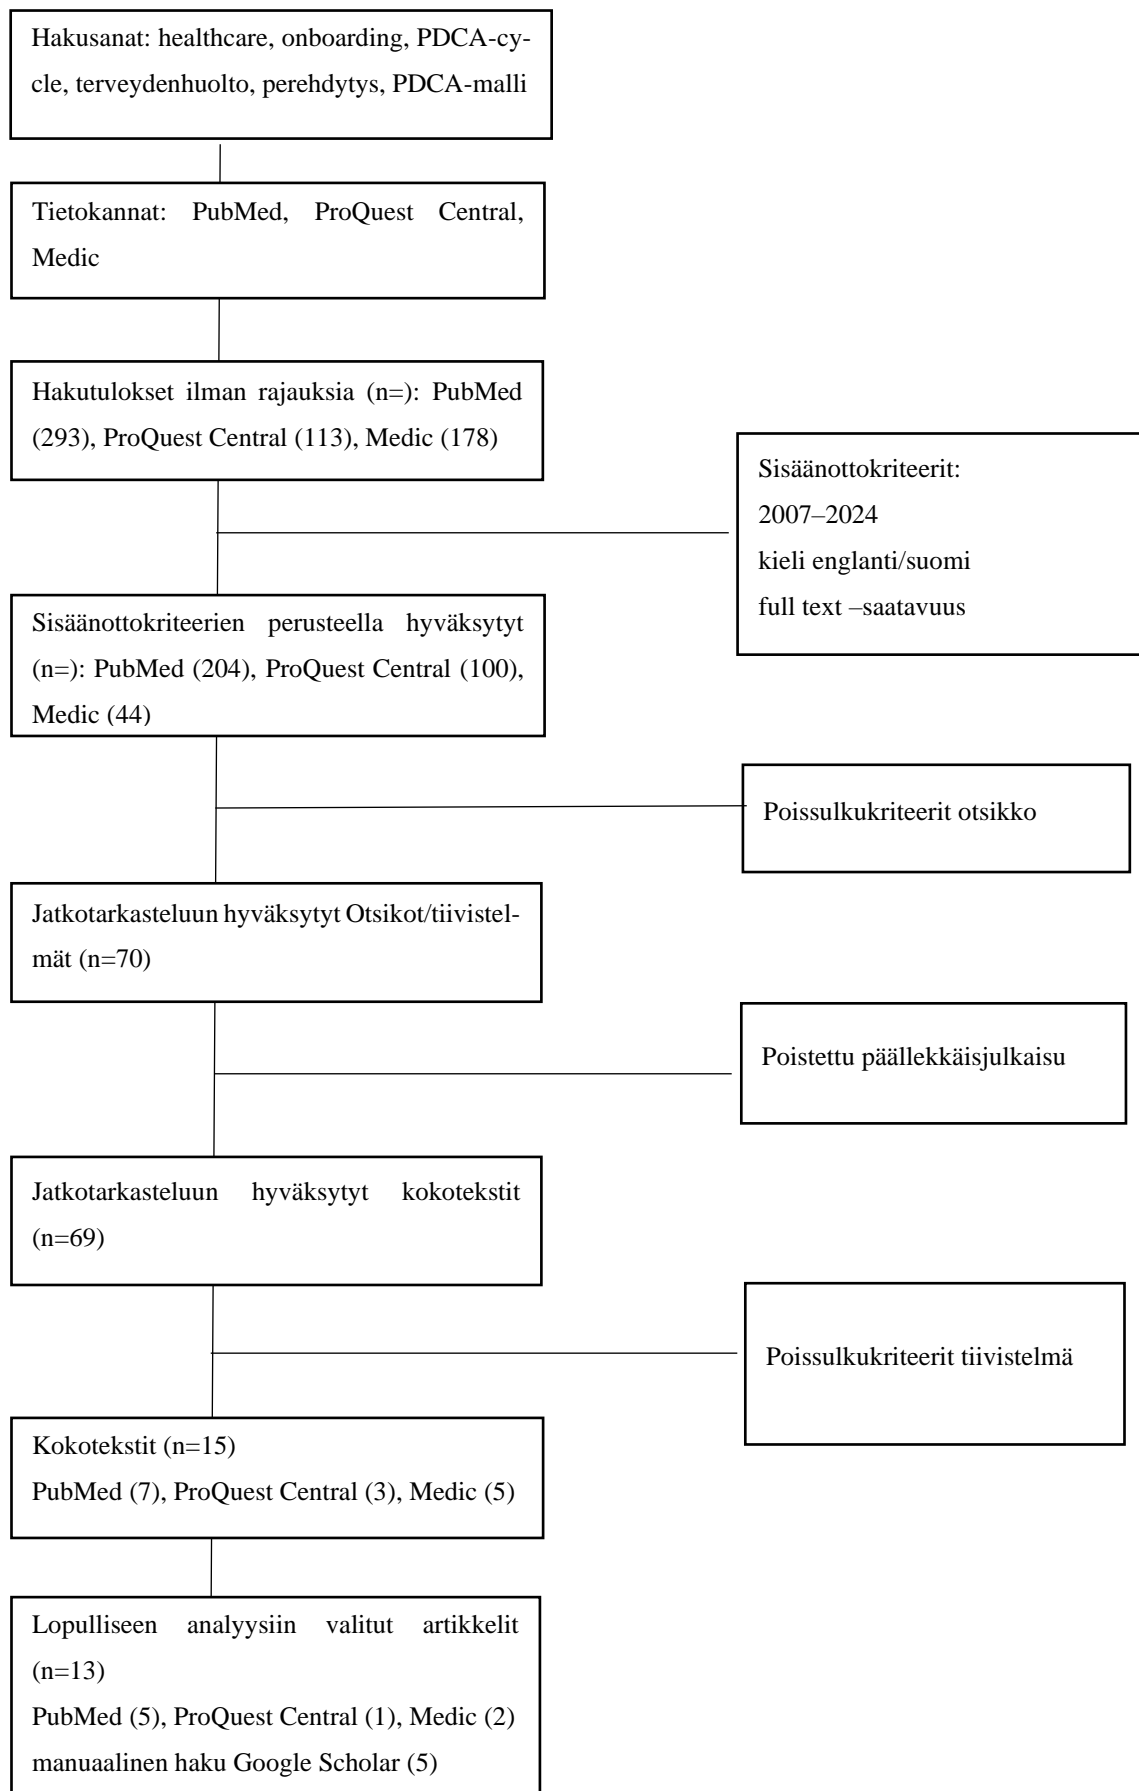 Hakusanat: healthcare, onboarding, PDCA-cy-
cle, terveydenhuolto, perehdytys, PDCA-malli
Tietokannat: PubMed, ProQuest Central,
Medic
Hakutulokset ilman rajauksia (n=): PubMed
(293), ProQuest Central (113), Medic (178)
Sisäänottokriteerit:
2007–2024
kieli englanti/suomi
full text –saatavuus
Sisäänottokriteerien perusteella hyväksytyt
(n=): PubMed (204), ProQuest Central (100),
Medic (44)
Poissulkukriteerit otsikko
Jatkotarkasteluun hyväksytyt Otsikot/tiivistel-
mät (n=70)
Poistettu päällekkäisjulkaisu
Jatkotarkasteluun hyväksytyt kokotekstit
(n=69)
Poissulkukriteerit tiivistelmä
Kokotekstit (n=15)
PubMed (7), ProQuest Central (3), Medic (5)
Lopulliseen analyysiin valitut artikkelit
(n=13)
PubMed (5), ProQuest Central (1), Medic (2)
manuaalinen haku Google Scholar (5)